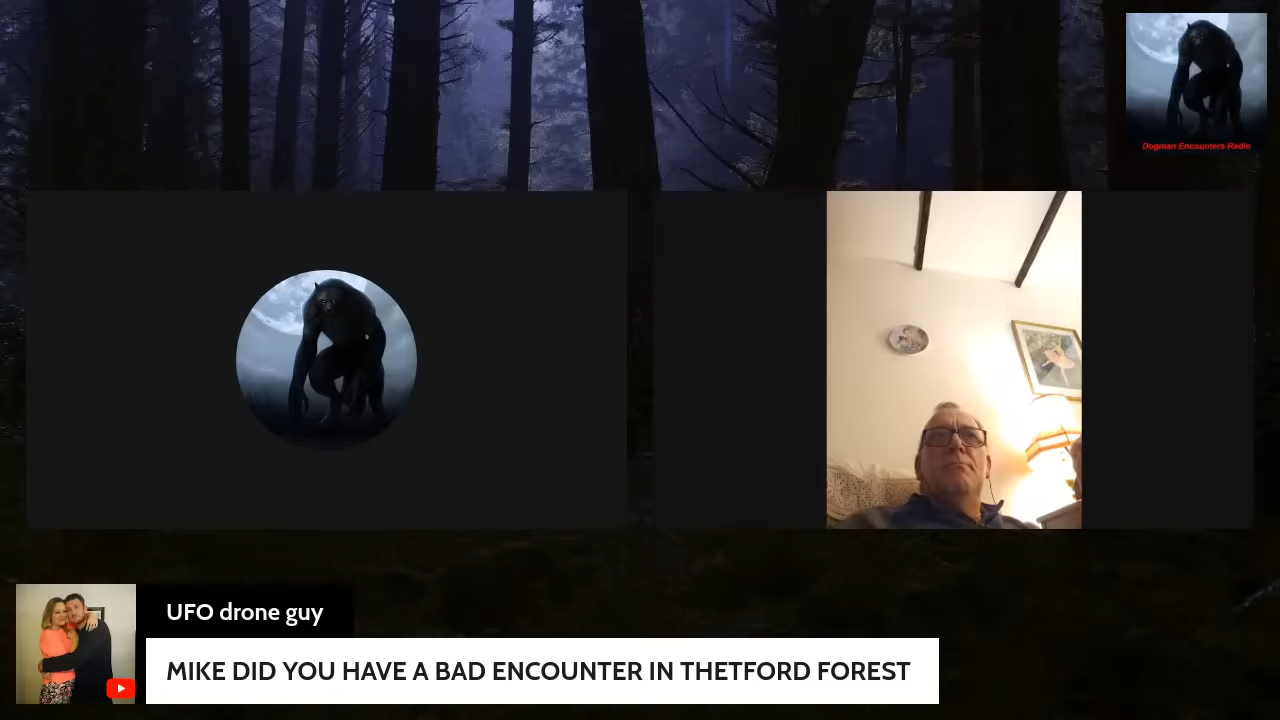 Dogman Encounters Radio
UFO drone guy
MIKE DID YOU HAVE A BAD ENCOUNTER IN THETFORD FOREST